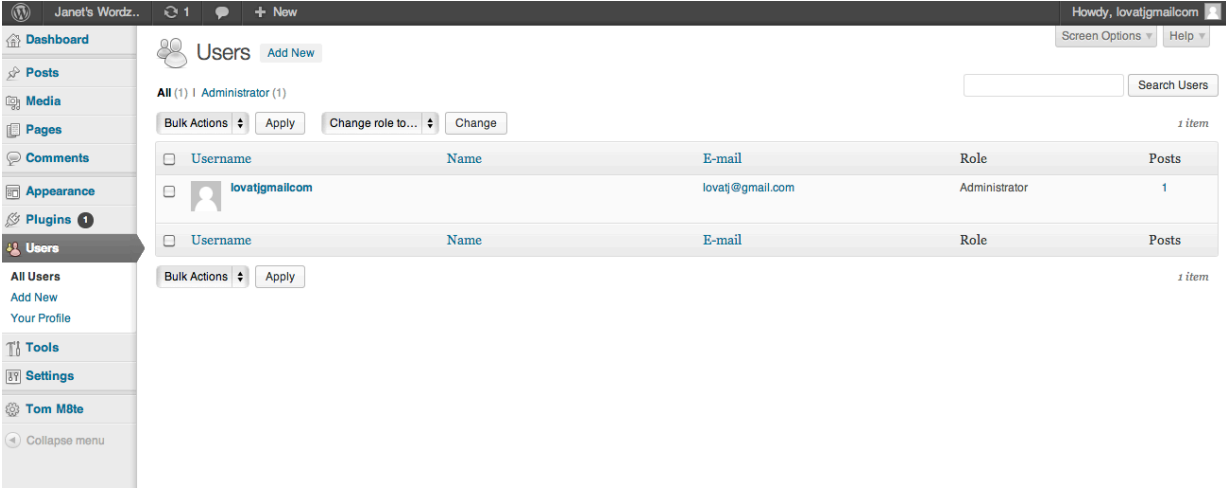 Janet's Wordz.. 1 + New Howdy, lovatjgmailcom
Dashboard
Posts
Media
Pages
Comments
Appearance
Plugins 1
Users
All Users
Add New
Your Profile
Tools
Settings
Tom M8te
Collapse menu
Screen Options Help
Users Add New
All (1) | Administrator (1)
Search Users
Bulk Actions Apply Change role to... Change 1 item
Username Name E-mail Role Posts
lovatjgmailcom lovatj@gmail.com Administrator 1
Username Name E-mail Role Posts
Bulk Actions Apply 1 item